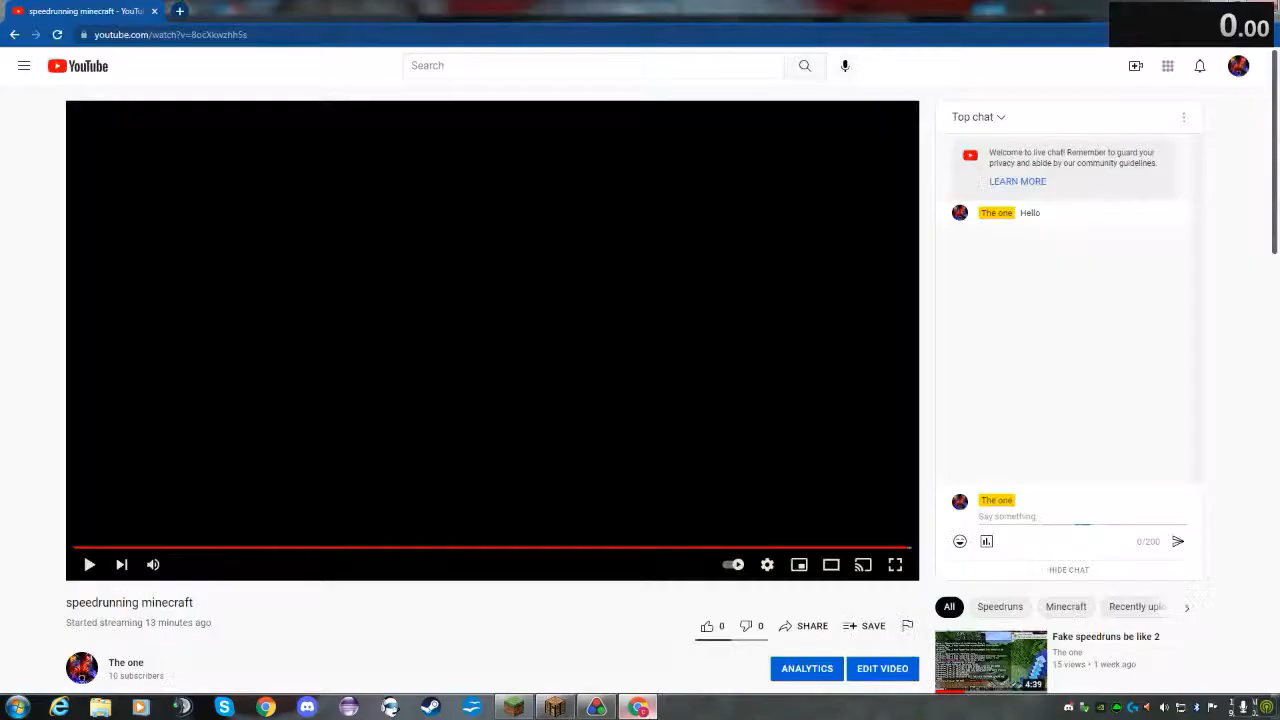 speedrunning minecraft - YouTu
0.00
youtube.com/watch?v=8ocXkwzhhSs
YouTube
Search
Top chat
Welcome to live chat! Remember to guard your
privacy and abide by our community guidelines.
LEARN MORE
The one Hello
The one
Say something
0/200
HIDE CHAT
speedrunning minecraft
Started streaming 13 minutes ago
0 0 SHARE SAVE
All Speedruns Minecraft Recently uplo
The one
10 subscribers
ANALYTICS EDIT VIDEO
Fake speedruns be like 2
The one
15 views • 1 week ago
4:39